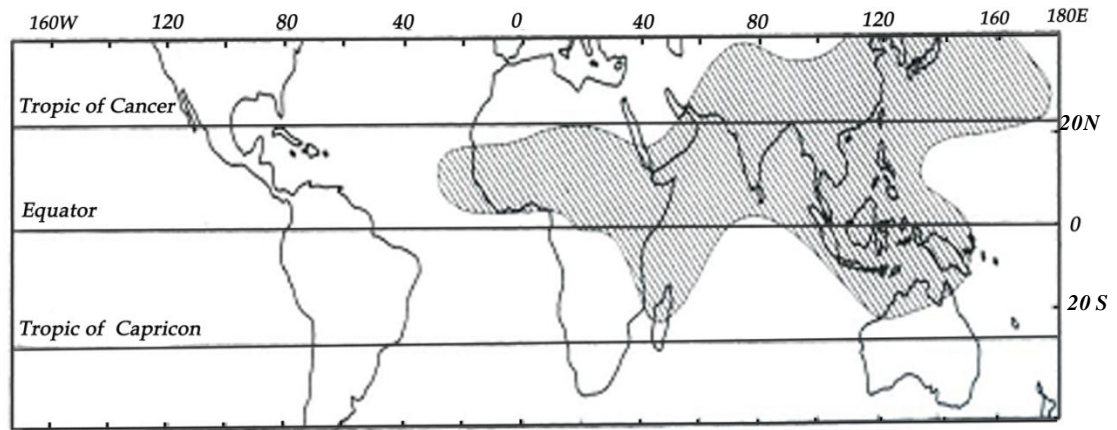 160W 120 80 40 0 40 80 120 160 180E
Tropic of Cancer
20N
Equator
0
20 S
Tropic of Capricon